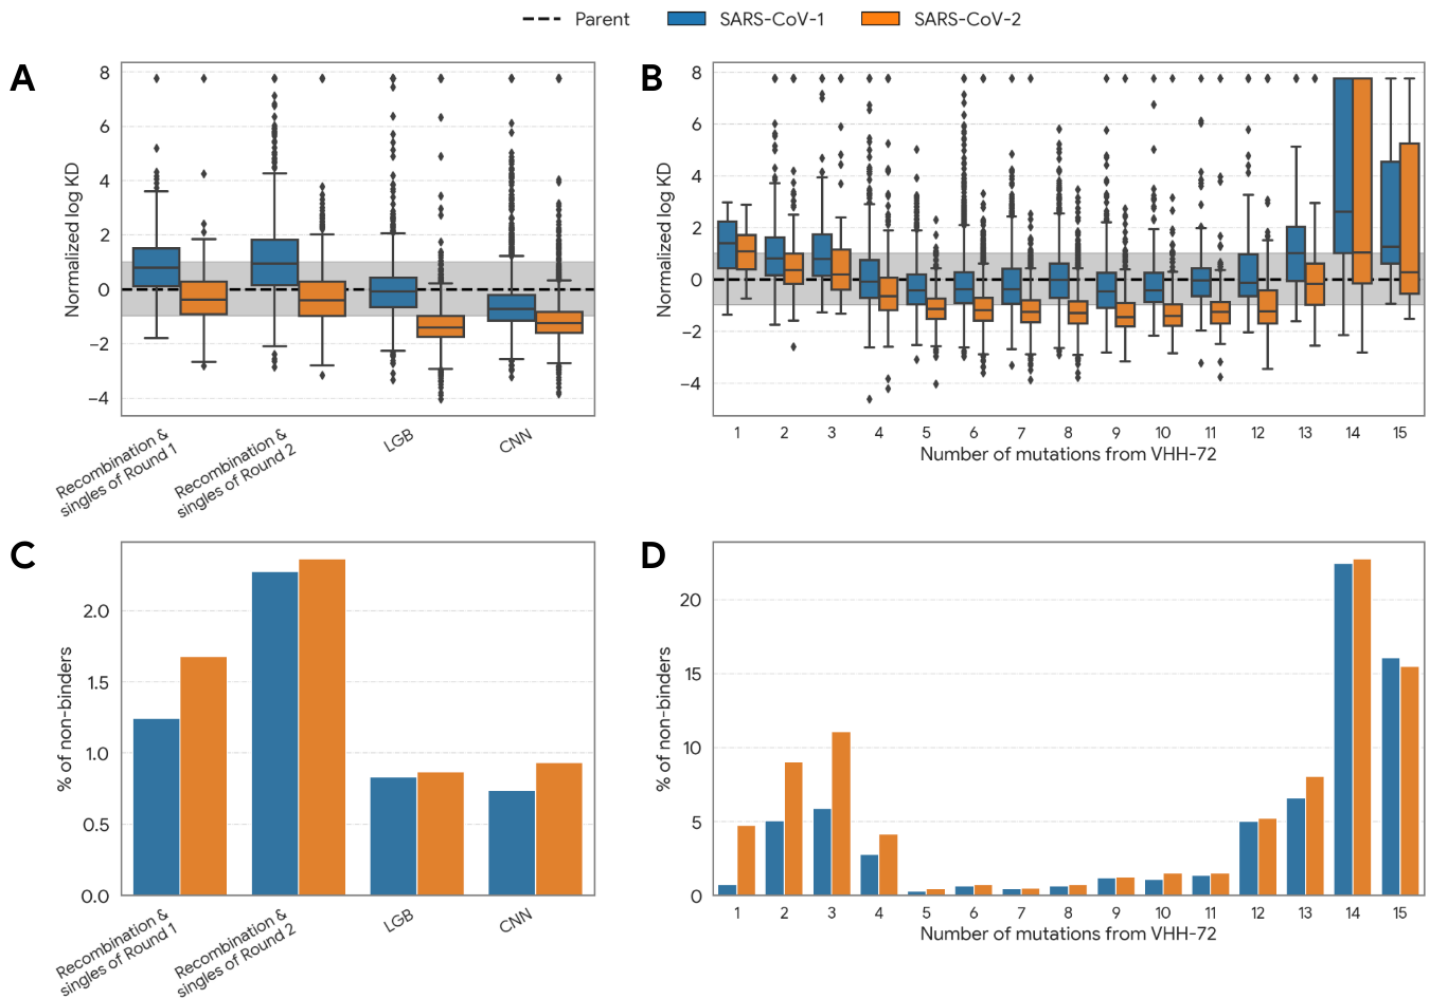 Parent SARS-CoV-1 SARS-CoV-2
A
8
6
4
2
0
−2
−4
Normalized log KD
Recombination &
singles of Round 1
Recombination &
singles of Round 2
LGB
CNN
B
8
6
4
2
0
−2
−4
Normalized log KD
1 2 3 4 5 6 7 8 9 10 11 12 13 14 15
Number of mutations from VHH-72
C
2.0
1.5
1.0
0.5
0.0
% of non-binders
Recombination &
singles of Round 1
Recombination &
singles of Round 2
LGB
CNN
D
20
15
10
5
0
% of non-binders
1 2 3 4 5 6 7 8 9 10 11 12 13 14 15
Number of mutations from VHH-72